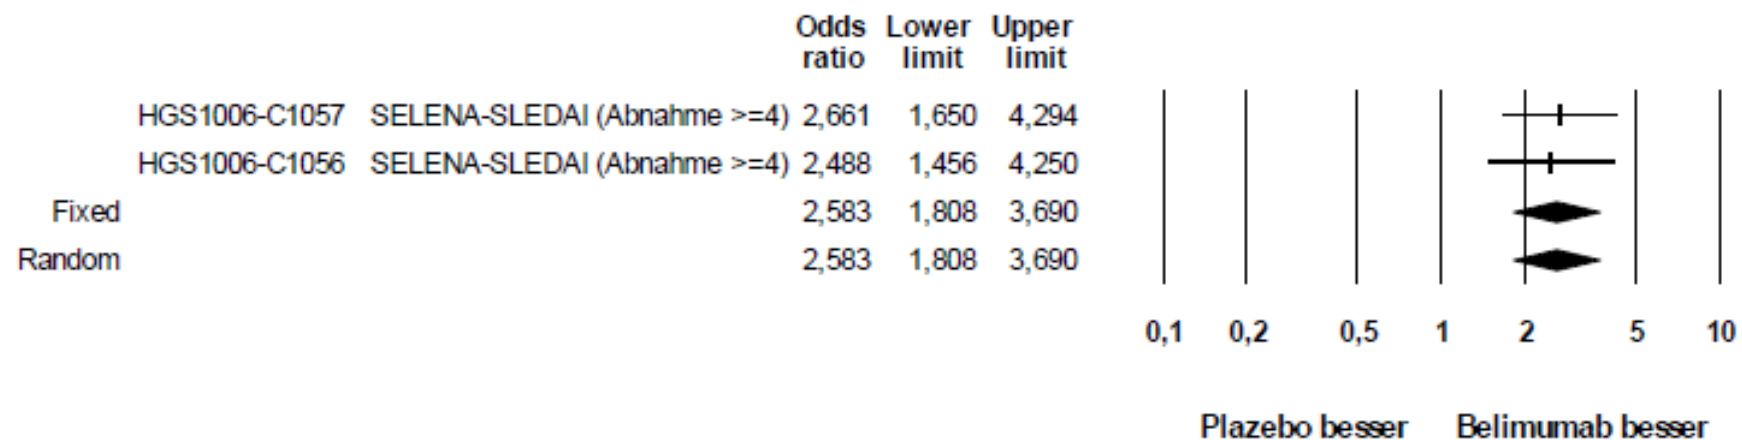 Odds Lower Upper
ratio limit limit
HGS1006-C1057 SELENA-SLEDAI (Abnahme >=4) 2,661 1,650 4,294
HGS1006-C1056 SELENA-SLEDAI (Abnahme >=4) 2,488 1,456 4,250
Fixed 2,583 1,808 3,690
Random 2,583 1,808 3,690
0,1 0,2 0,5 1 2 5 10
Plazebo besser Belimumab besser